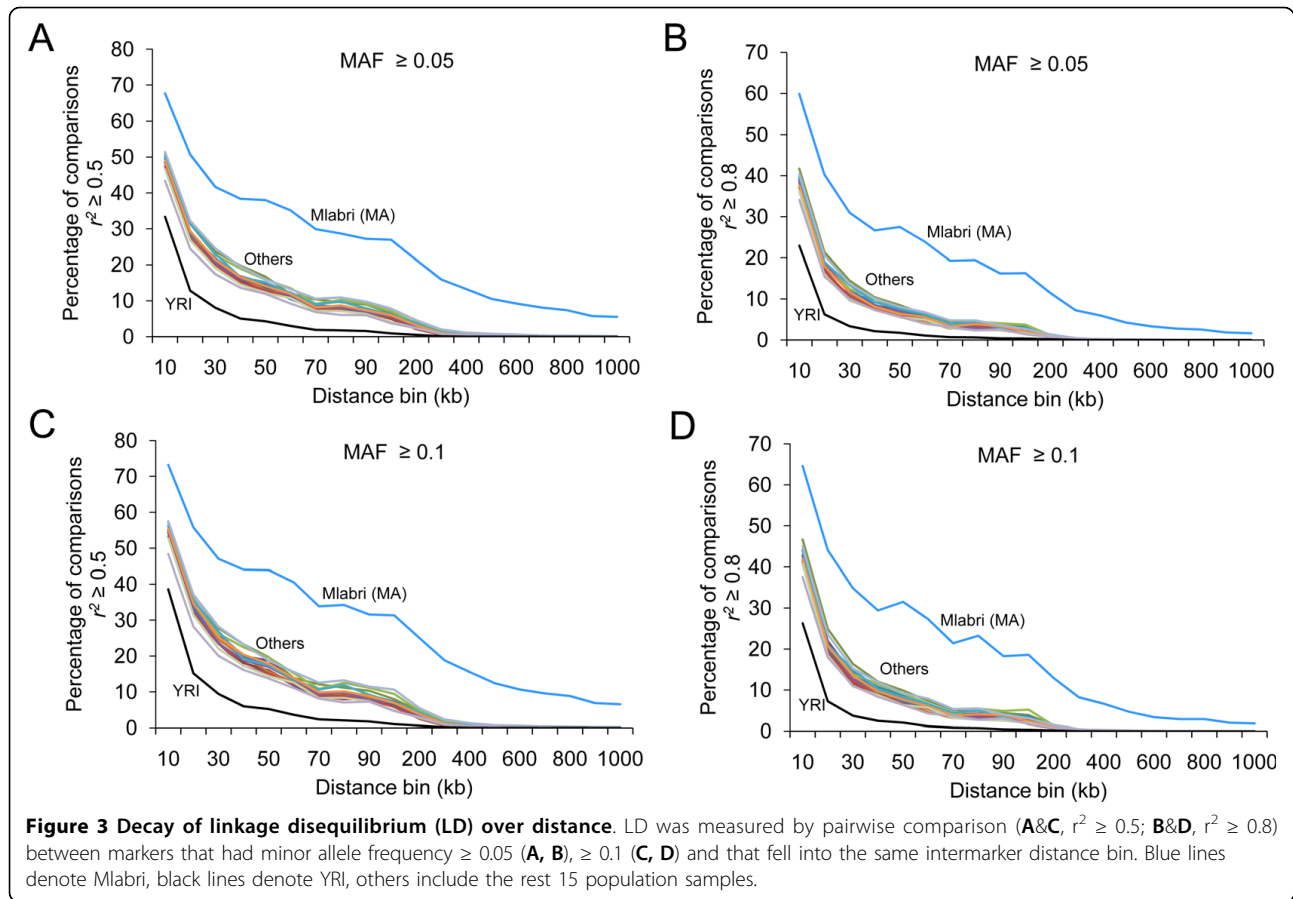 A
MAF ≥ 0.05
Percentage of comparisons
r² ≥ 0.5
80
70
60
50
40
30
20
10
0
Mlabri (MA)
Others
YRI
10 30 50 70 90 200 400 600 800 1000
Distance bin (kb)
B
MAF ≥ 0.05
Percentage of comparisons
r² ≥ 0.8
70
60
50
40
30
20
10
0
Mlabri (MA)
Others
YRI
10 30 50 70 90 200 400 600 800 1000
Distance bin (kb)
C
MAF ≥ 0.1
Percentage of comparisons
r² ≥ 0.5
80
70
60
50
40
30
20
10
0
Mlabri (MA)
Others
YRI
10 30 50 70 90 200 400 600 800 1000
Distance bin (kb)
D
MAF ≥ 0.1
Percentage of comparisons
r² ≥ 0.8
70
60
50
40
30
20
10
0
Mlabri (MA)
Others
YRI
10 30 50 70 90 200 400 600 800 1000
Distance bin (kb)
Figure 3 Decay of linkage disequilibrium (LD) over distance. LD was measured by pairwise comparison (A&C, r² ≥ 0.5; B&D, r² ≥ 0.8)
between markers that had minor allele frequency ≥ 0.05 (A, B), ≥ 0.1 (C, D) and that fell into the same intermarker distance bin. Blue lines
denote Mlabri, black lines denote YRI, others include the rest 15 population samples.